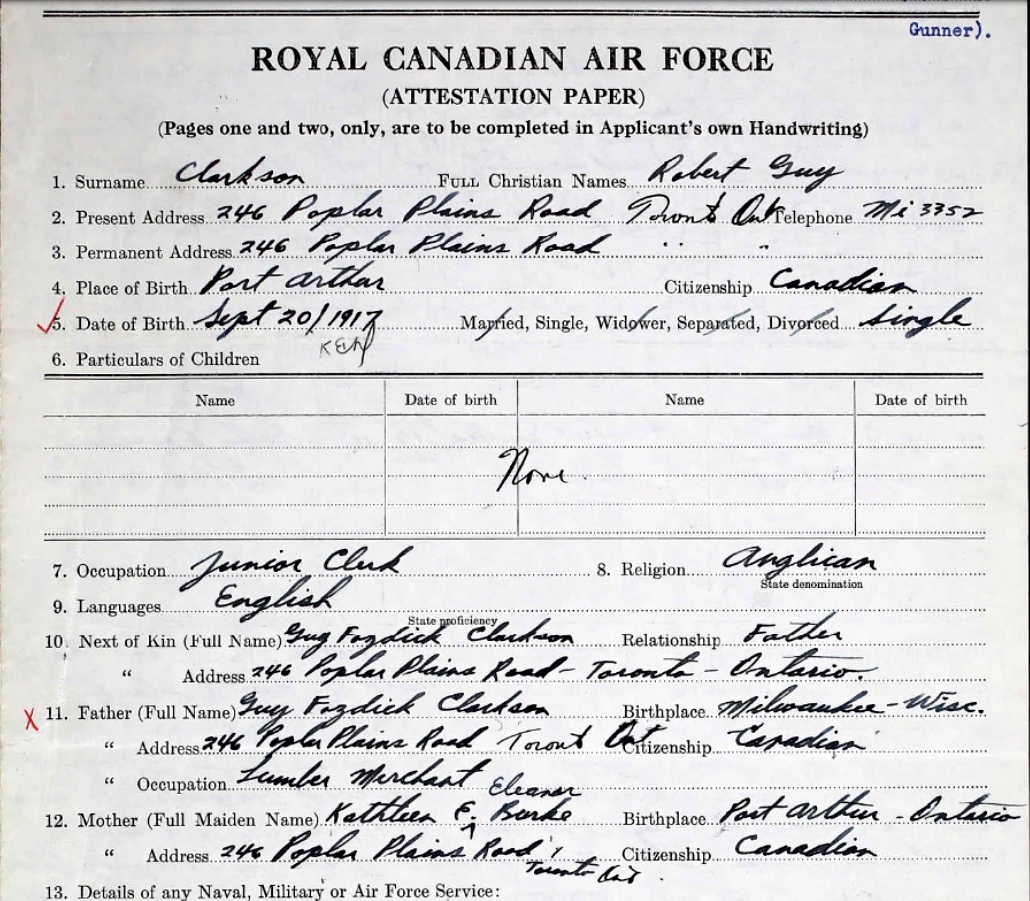 Gunner).
ROYAL CANADIAN AIR FORCE
(ATTESTATION PAPER)
(Pages one and two, only, are to be completed in Applicant's own Handwriting)
1. Surname Clarkson FULL Christian Names Robert Guy
2. Present Address 246 Poplar Plains Road Toront Ont Telephone Mi 3352
3. Permanent Address 246 Poplar Plains Road " "
4. Place of Birth Port Arthur Citizenship Canadian
5. Date of Birth Sept 20/1917 Married, Single, Widower, Separated, Divorced Single
6. Particulars of Children
Name Date of birth Name Date of birth
None
7. Occupation Junior Clerk 8. Religion Anglican
State denomination
9. Languages English
State proficiency
10. Next of Kin (Full Name) Guy Fozdick Clarkson Relationship Father
" Address 246 Poplar Plains Road - Toronto - Ontario.
X 11. Father (Full Name) Guy Fozdick Clarkson Birthplace Milwaukee - Wisc.
" Address 246 Poplar Plains Road Toront Ont Citizenship Canadian
" Occupation Lumber Merchant
Eleanor
12. Mother (Full Maiden Name) Kathleen E. Burke Birthplace Port Arthur - Ontario
" Address 246 Poplar Plains Road, Citizenship Canadian
Toronto Ont.
13. Details of any Naval, Military or Air Force Service: